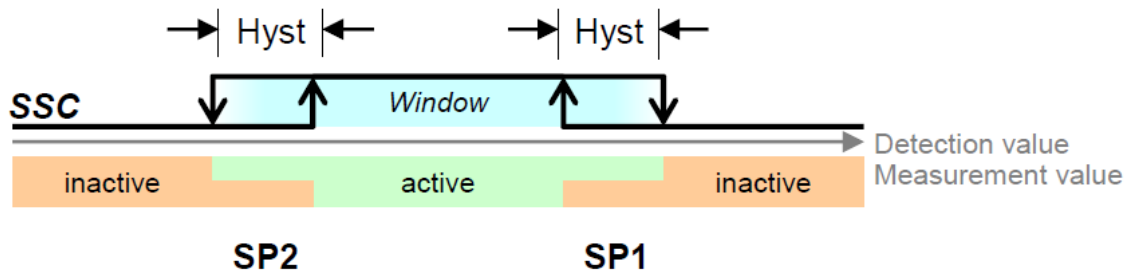 Hyst Hyst
SSC Window
Detection value
Measurement value
inactive active inactive
SP2 SP1